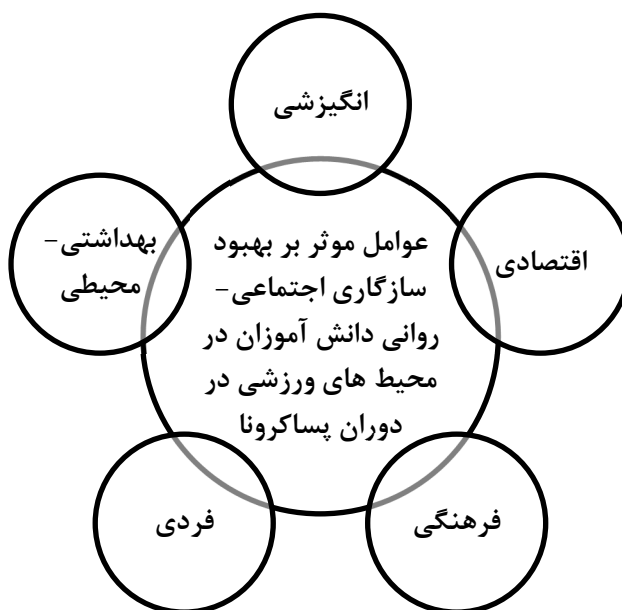 انگیزشی
بهداشتی-
محیطی
عوامل موثر بر بهبود
سازگاری اجتماعی-
روانی دانش آموزان در
محیط های ورزشی در
دوران پساکرونا
اقتصادی
فردی
فرهنگی